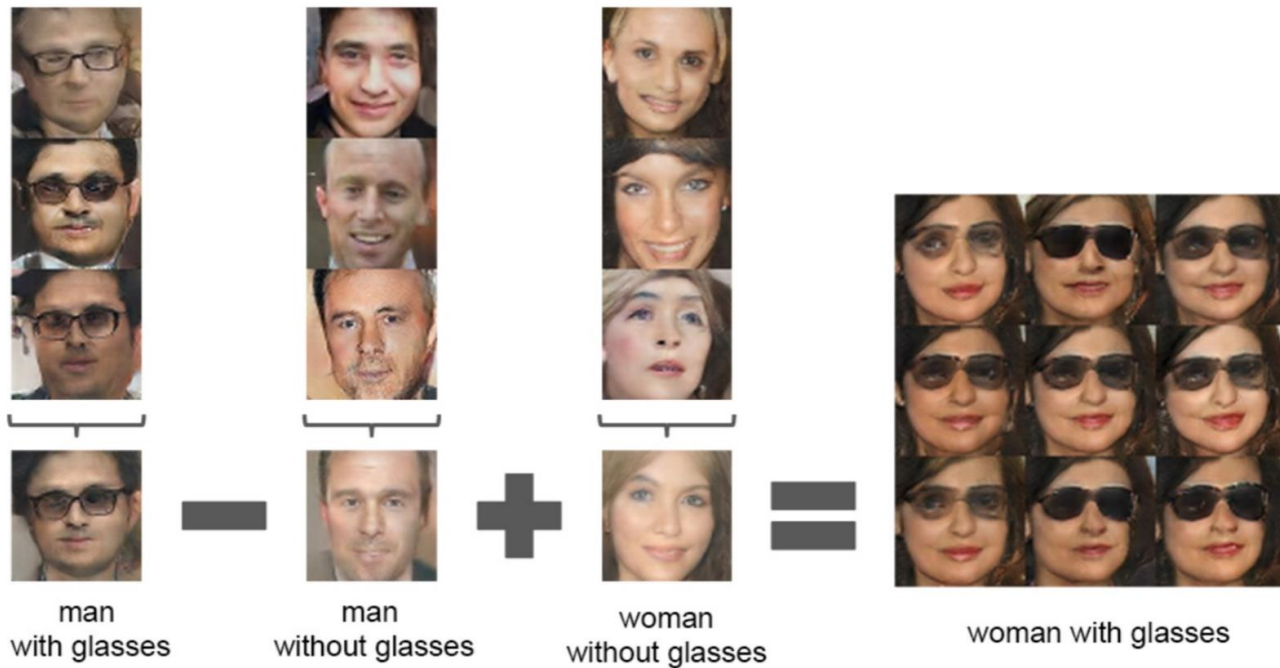 man
with glasses
man
without glasses
woman
without glasses
woman with glasses